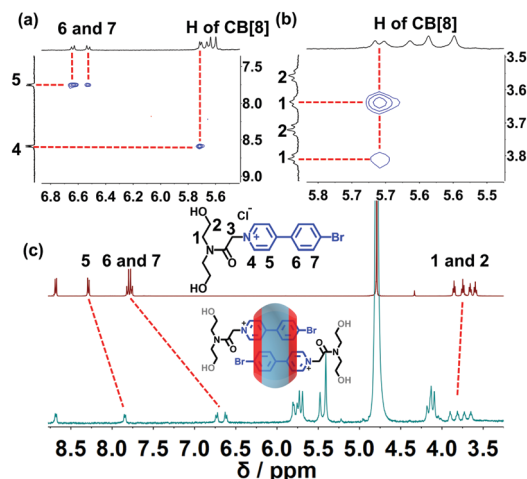 (a)
6 and 7
H of CB[8]
5
4
7.5
8.0
8.5
9.0
6.8 6.6 6.4 6.2 6.0 5.8 5.6
(b)
H of CB[8]
2
1
2
1
3.5
3.6
3.7
3.8
5.8 5.7 5.6 5.6 5.5
(c)
OH
Cl⁻
2
1
3
N
O
N
+
Br
4 5 6 7
OH
5
6 and 7
1 and 2
OH
N
O
N
+
Br
Br
N
+
O
N
OH
HO
OH
8.5 8.0 7.5 7.0 6.5 6.0 5.5 5.0 4.5 4.0 3.5
δ / ppm